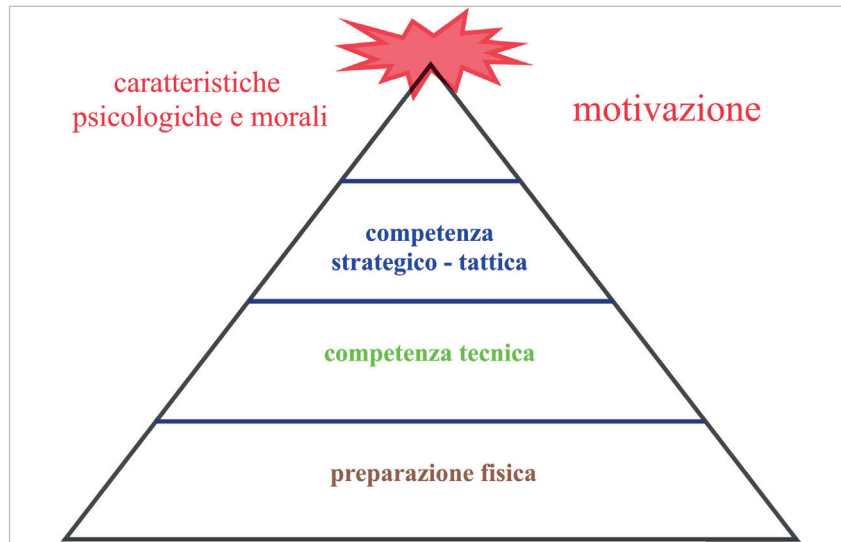 caratteristiche
psicologiche e morali
motivazione
competenza
strategico - tattica
competenza tecnica
preparazione fisica